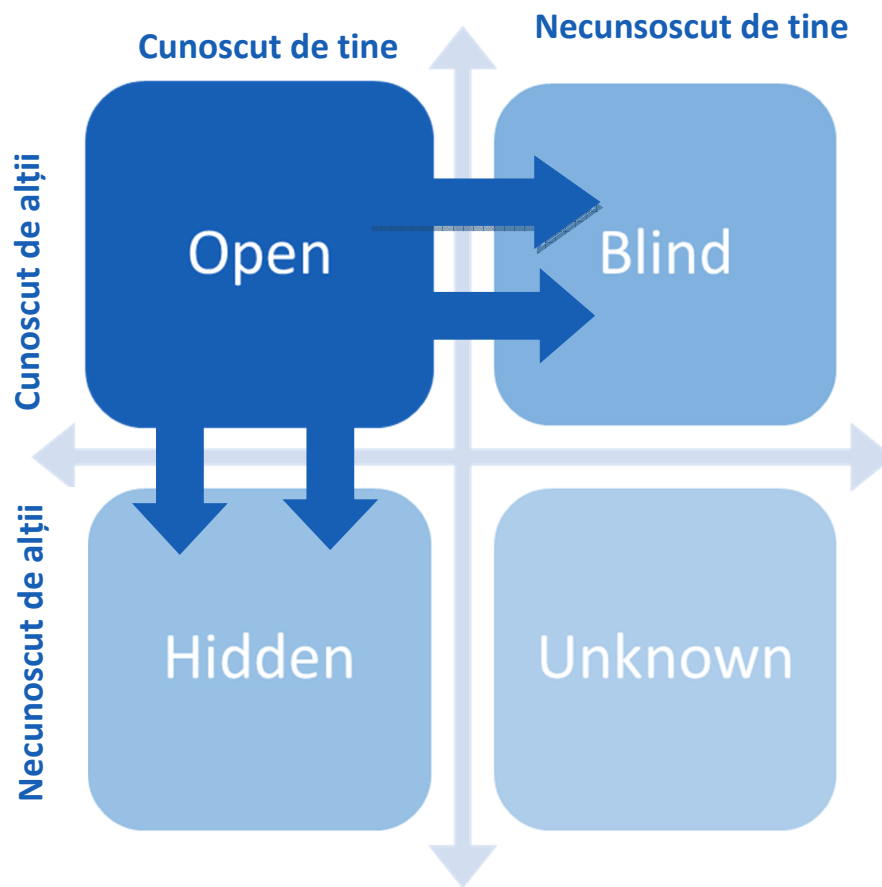 Cunoscut de tine
Necunsoscut de tine
Cunoscut de alții
Open
Blind
Necunoscut de alții
Hidden
Unknown